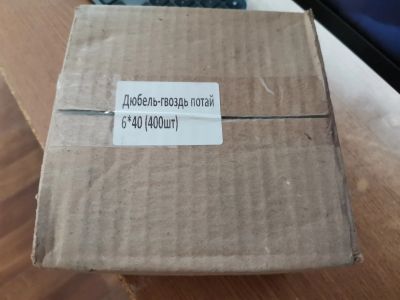 Дюбель-гвоздь потай
6*40 (400шт)